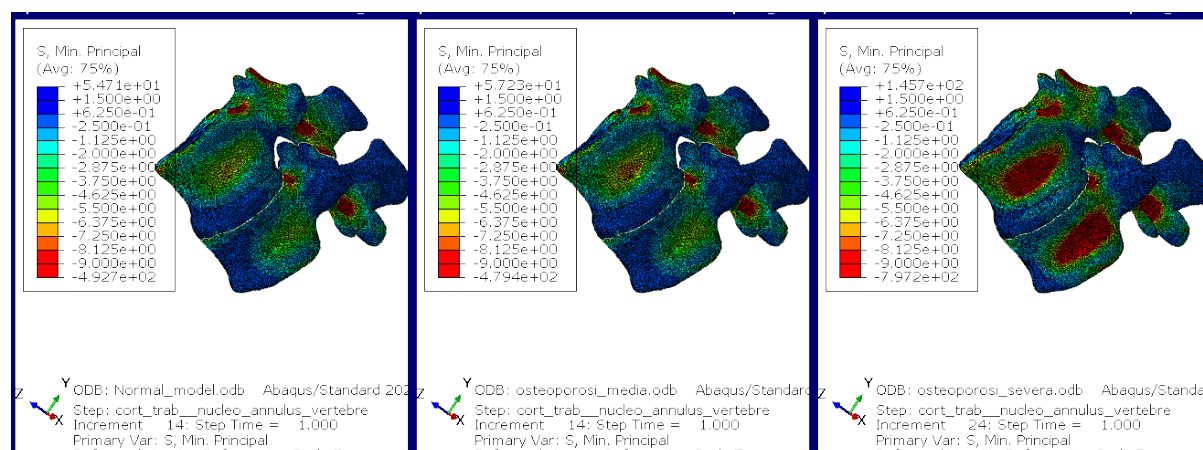 S, Min. Principal
(Avg: 75%)
+5.471e+01
+1.500e+00
+6.250e-01
-2.500e-01
-1.125e+00
-2.000e+00
-2.875e+00
-3.750e+00
-4.625e+00
-5.500e+00
-6.375e+00
-7.250e+00
-8.125e+00
-9.000e+00
-4.927e+02
Y
Z
X
ODB: Normal_model.odb Abaqus/Standard 202
Step: cort_trab__nucleo_annulus_vertebre
Increment 14: Step Time = 1.000
Primary Var: S, Min. Principal
S, Min. Principal
(Avg: 75%)
+5.723e+01
+1.500e+00
+6.250e-01
-2.500e-01
-1.125e+00
-2.000e+00
-2.875e+00
-3.750e+00
-4.625e+00
-5.500e+00
-6.375e+00
-7.250e+00
-8.125e+00
-9.000e+00
-4.794e+02
Y
Z
X
ODB: osteoporosi_media.odb Abaqus/Standard
Step: cort_trab__nucleo_annulus_vertebre
Increment 14: Step Time = 1.000
Primary Var: S, Min. Principal
S, Min. Principal
(Avg: 75%)
+1.457e+02
+1.500e+00
+6.250e-01
-2.500e-01
-1.125e+00
-2.000e+00
-2.875e+00
-3.750e+00
-4.625e+00
-5.500e+00
-6.375e+00
-7.250e+00
-8.125e+00
-9.000e+00
-7.972e+02
Y
Z
X
ODB: osteoporosi_severa.odb Abaqus/Standa
Step: cort_trab__nucleo_annulus_vertebre
Increment 24: Step Time = 1.000
Primary Var: S, Min. Principal